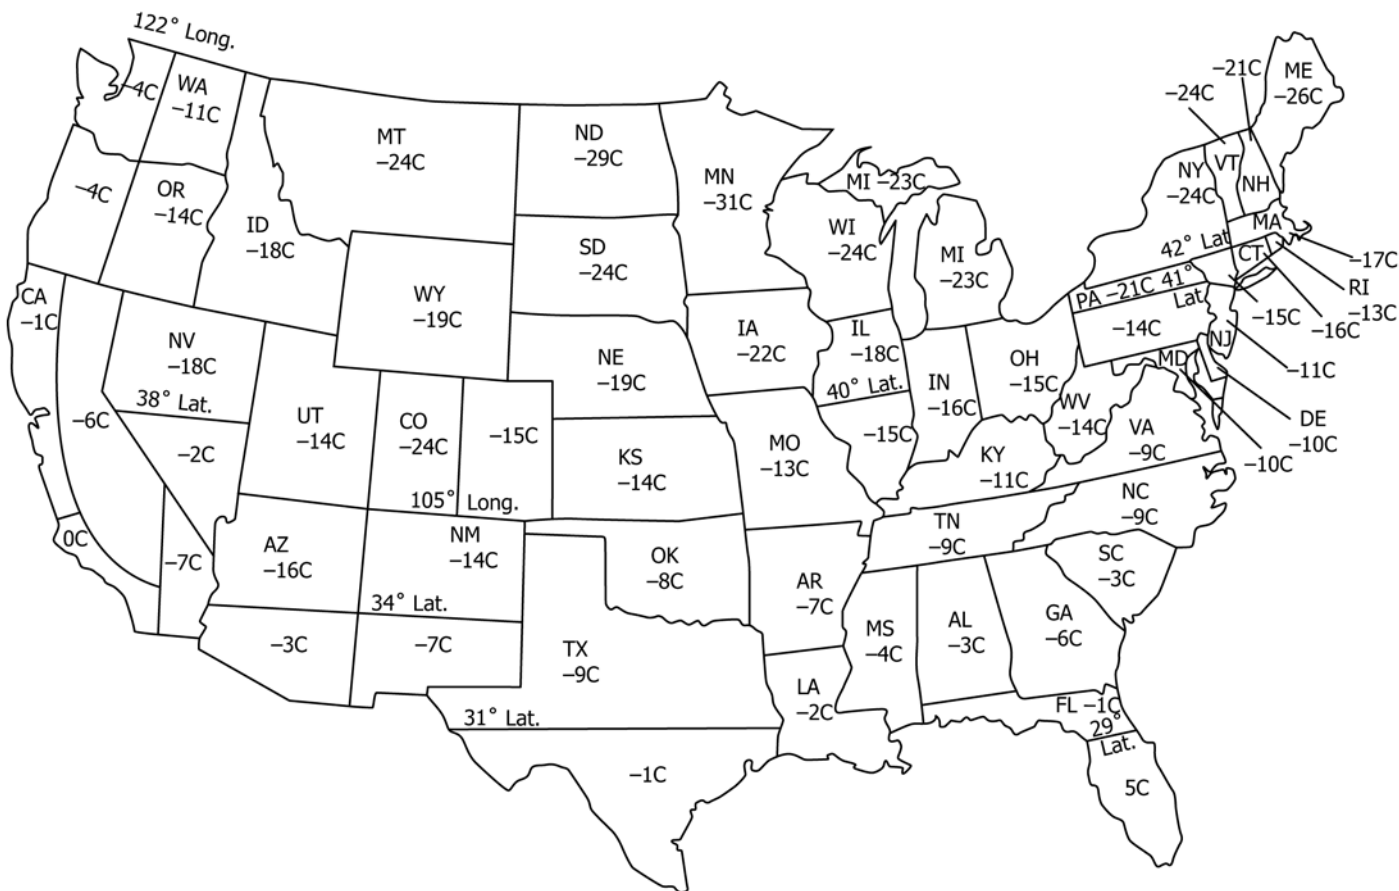 122° Long.
–4C
WA
–11C
MT
–24C
ND
–29C
MN
–31C
–21C
–24C
ME
–26C
–4C
OR
–14C
ID
–18C
SD
–24C
WI
–24C
MI –23C
MI
–23C
NY
–24C
VT
NH
MA
42° Lat
CT
–17C
RI
–13C
–16C
–15C
PA –21C 41°
Lat.
–14C
NJ
–11C
CA
–1C
NV
–18C
38° Lat.
–6C
–2C
WY
–19C
NE
–19C
IA
–22C
IL
–18C
40° Lat.
–15C
IN
–16C
OH
–15C
MD
WV
–14C
VA
–9C
DE
–10C
–10C
UT
–14C
CO
–24C
–15C
105° Long.
KS
–14C
MO
–13C
KY
–11C
0C
–7C
AZ
–16C
NM
–14C
34° Lat.
–3C
–7C
OK
–8C
AR
–7C
TN
–9C
NC
–9C
SC
–3C
TX
–9C
31° Lat.
–1C
LA
–2C
MS
–4C
AL
–3C
GA
–6C
FL –1C
29°
Lat.
5C